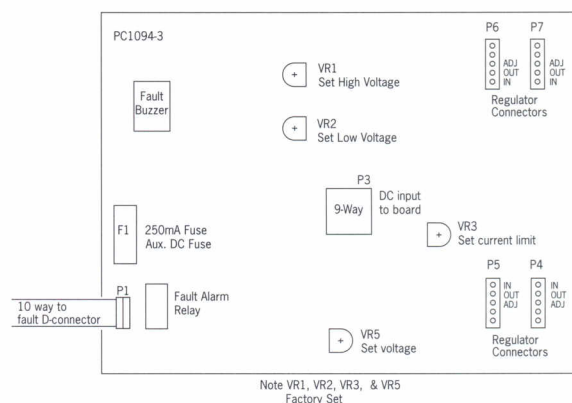 PC1094-3
P6
P7
ADJ
OUT
IN
ADJ
OUT
IN
Regulator
Connectors
VR1
Set High Voltage
Fault
Buzzer
VR2
Set Low Voltage
P3
9-Way
DC input
to board
VR3
Set current limit
F1
250mA Fuse
Aux. DC Fuse
P1
10 way to
fault D-connector
Fault Alarm
Relay
P5
P4
IN
OUT
ADJ
IN
OUT
ADJ
Regulator
Connectors
VR5
Set voltage
Note VR1, VR2, VR3, & VR5
Factory Set